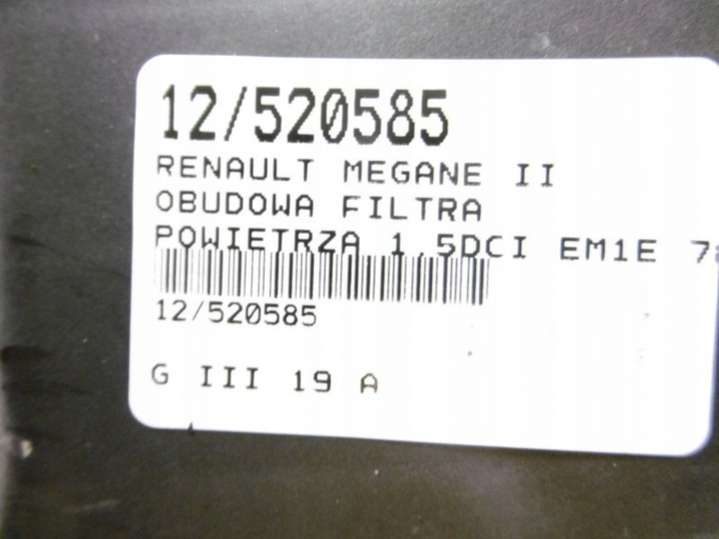 12/520585
RENAULT MEGANE II
OBUDOWA FILTRA
POWIETRZA 1,5DCI EM1E
12/520585
G III 19 A